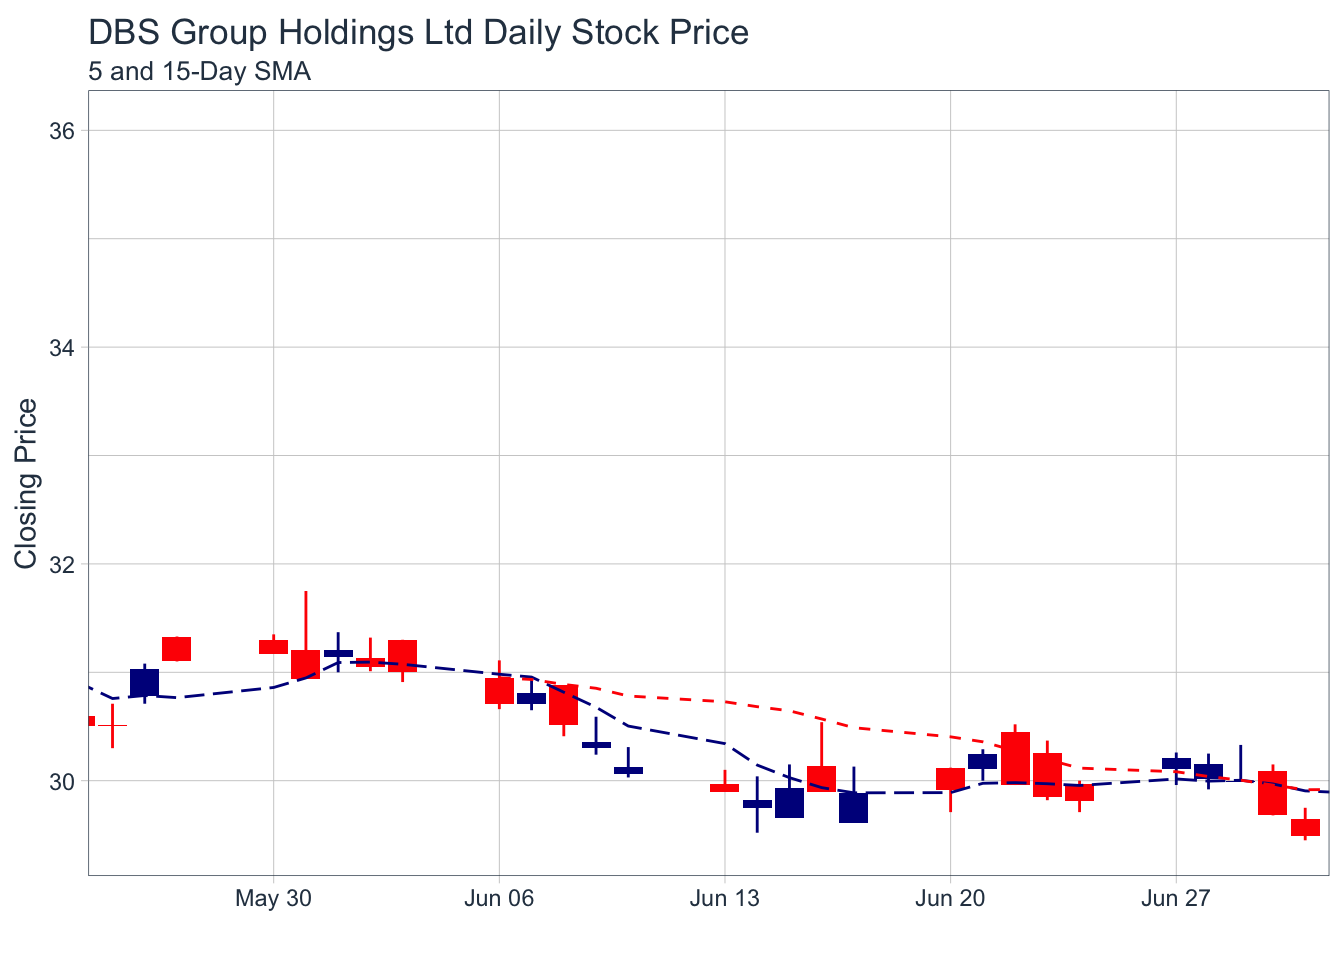 DBS Group Holdings Ltd Daily Stock Price
5 and 15-Day SMA
36
34
32
30
Closing Price
May 30
Jun 06
Jun 13
Jun 20
Jun 27